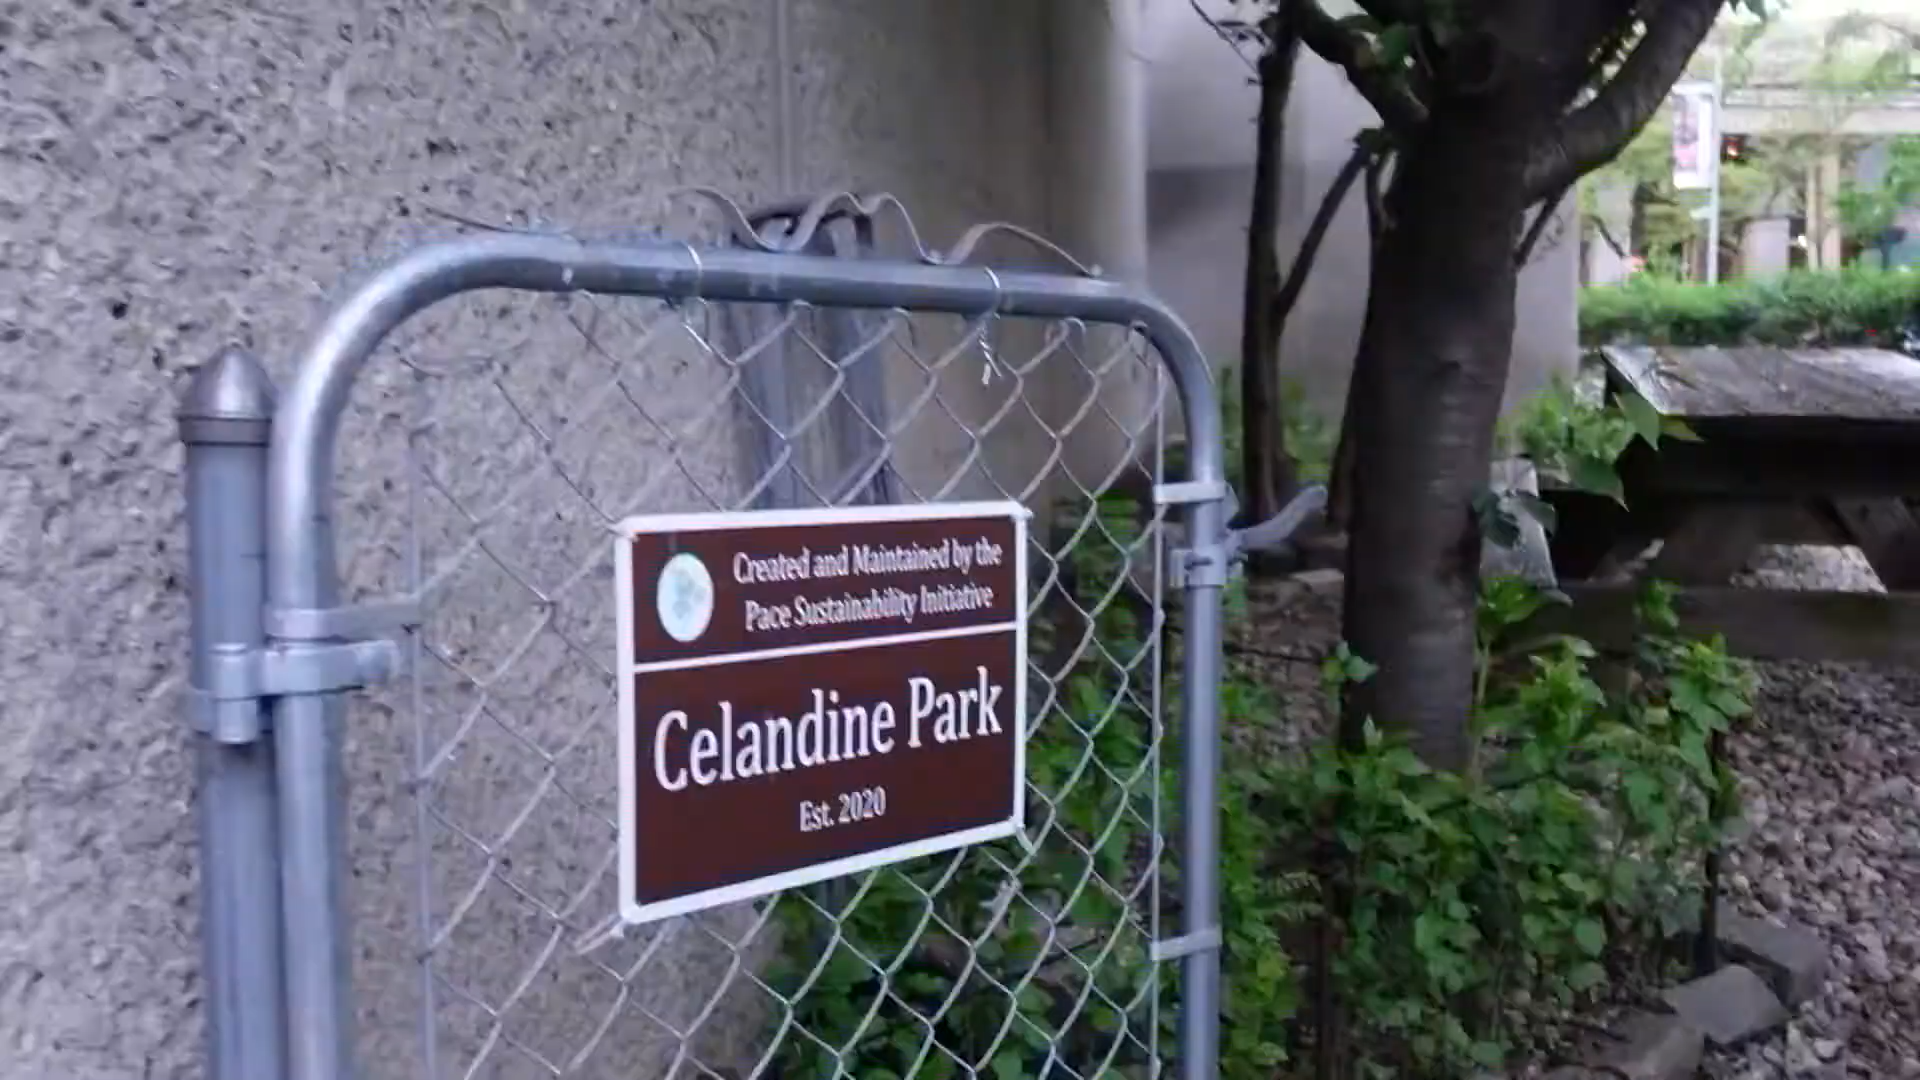 Created and Maintained by the
Pace Sustainability Initiative
Celandine Park
Est. 2020